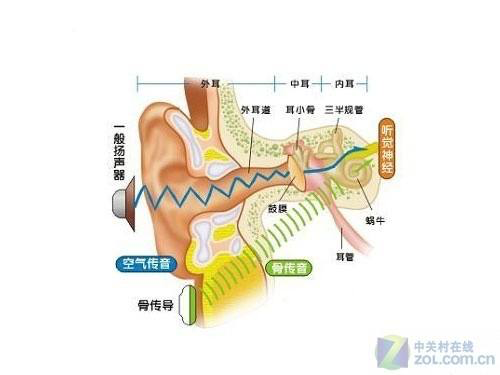 外耳
中耳
内耳
外耳道
耳小骨
三半规管
一般扬声器
听觉神经
鼓膜
蜗牛
耳管
空气传音
骨传音
骨传导
中关村在线
zol.com.cn